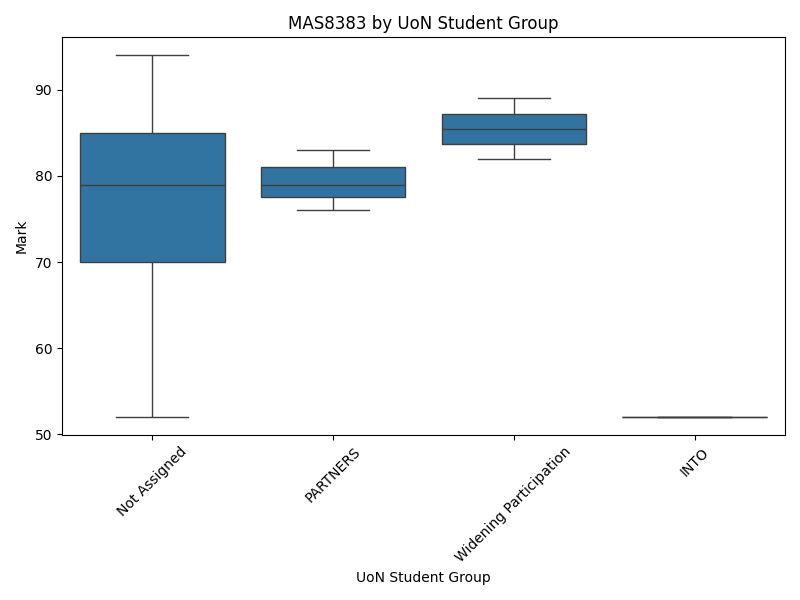 MAS8383 by UoN Student Group
Mark
90
80
70
60
50
Not Assigned
PARTNERS
Widening Participation
INTO
UoN Student Group